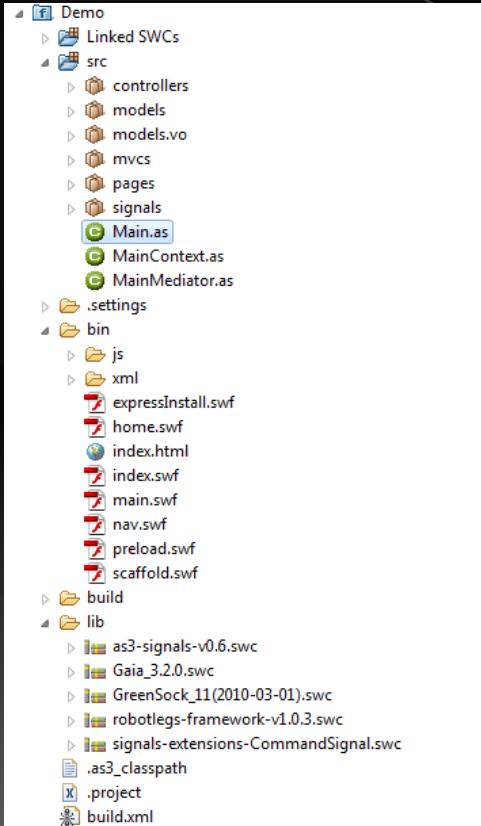 Demo
Linked SWCs
src
controllers
models
models.vo
mvcs
pages
signals
Main.as
MainContext.as
MainMediator.as
.settings
bin
js
xml
expressInstall.swf
home.swf
index.html
index.swf
main.swf
nav.swf
preload.swf
scaffold.swf
build
lib
as3-signals-v0.6.swc
Gaia_3.2.0.swc
GreenSock_11(2010-03-01).swc
robotlegs-framework-v1.0.3.swc
signals-extensions-CommandSignal.swc
.as3_classpath
.project
build.xml